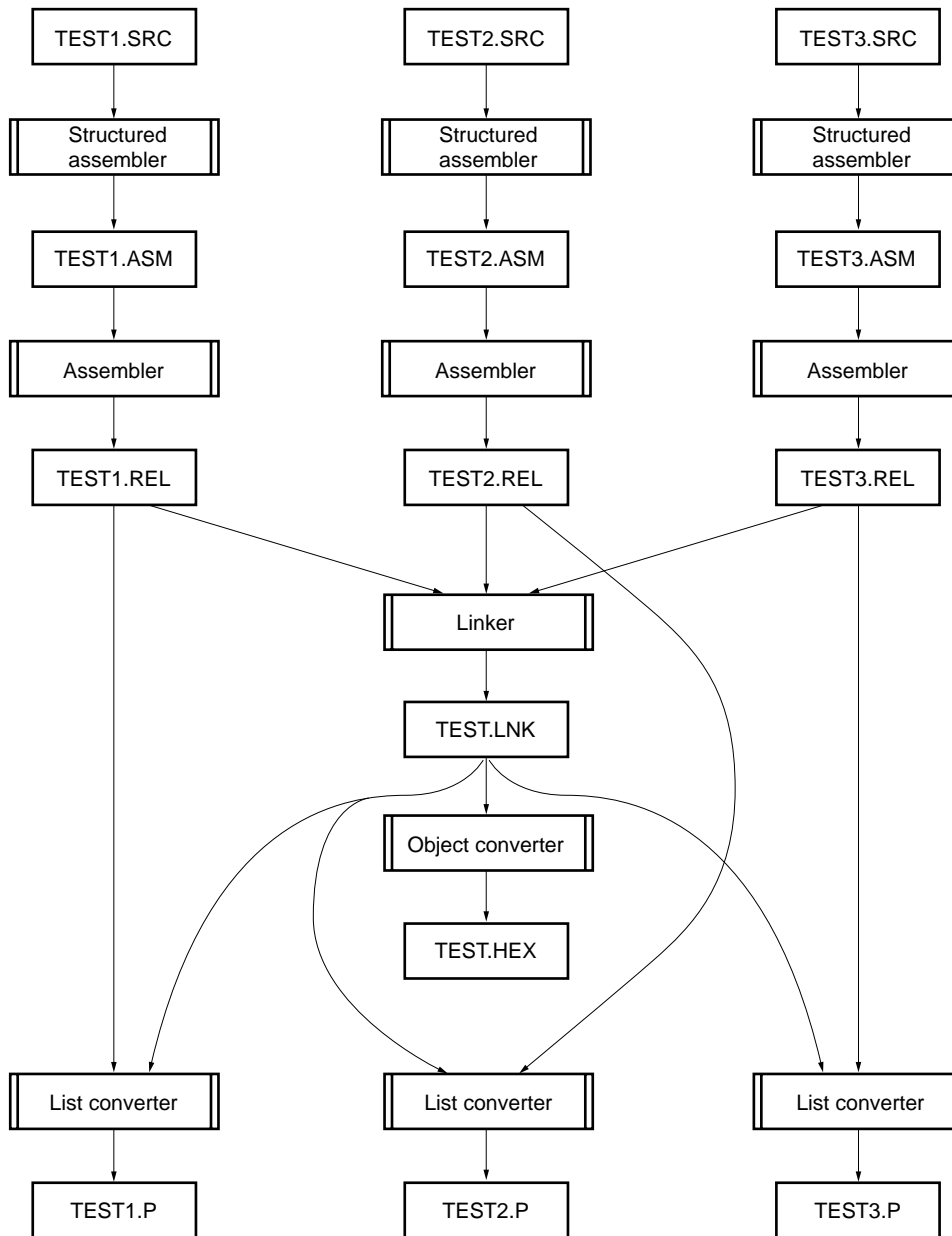 TEST1.SRC
TEST2.SRC
TEST3.SRC
Structured
assembler
Structured
assembler
Structured
assembler
TEST1.ASM
TEST2.ASM
TEST3.ASM
Assembler
Assembler
Assembler
TEST1.REL
TEST2.REL
TEST3.REL
Linker
TEST.LNK
Object converter
TEST.HEX
List converter
List converter
List converter
TEST1.P
TEST2.P
TEST3.P